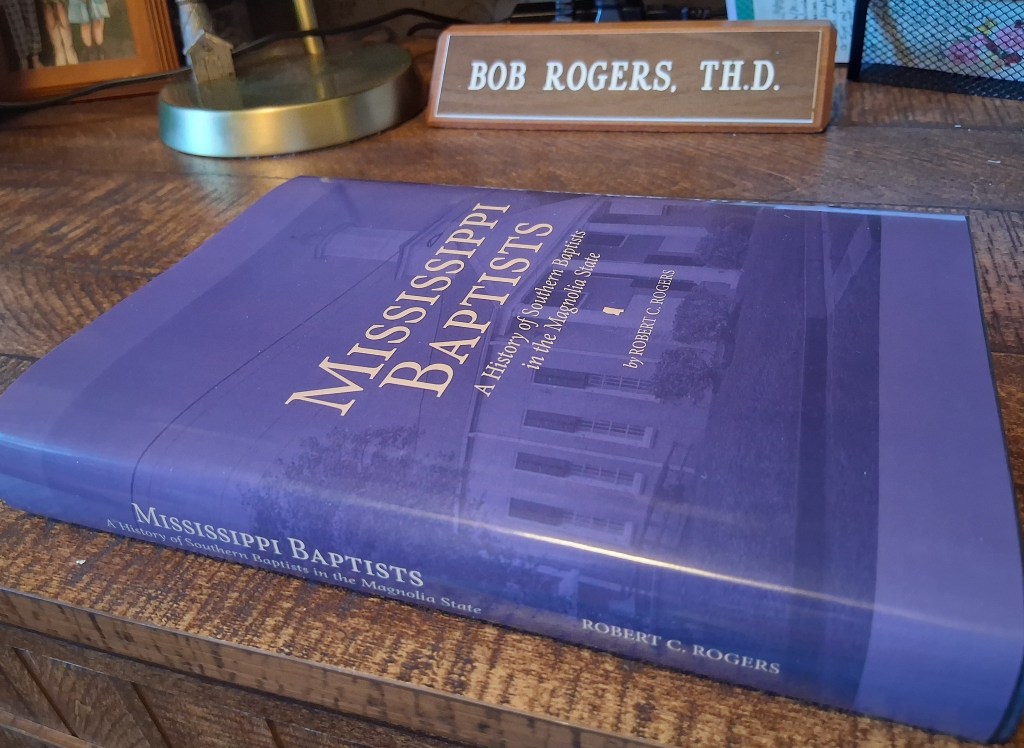 BOB ROGERS, TH.D.
MISSISSIPPI
BAPTISTS
A History of Southern Baptists
in the Magnolia State
by ROBERT C. ROGERS
MISSISSIPPI BAPTISTS
A History of Southern Baptists in the Magnolia State
ROBERT C. ROGERS